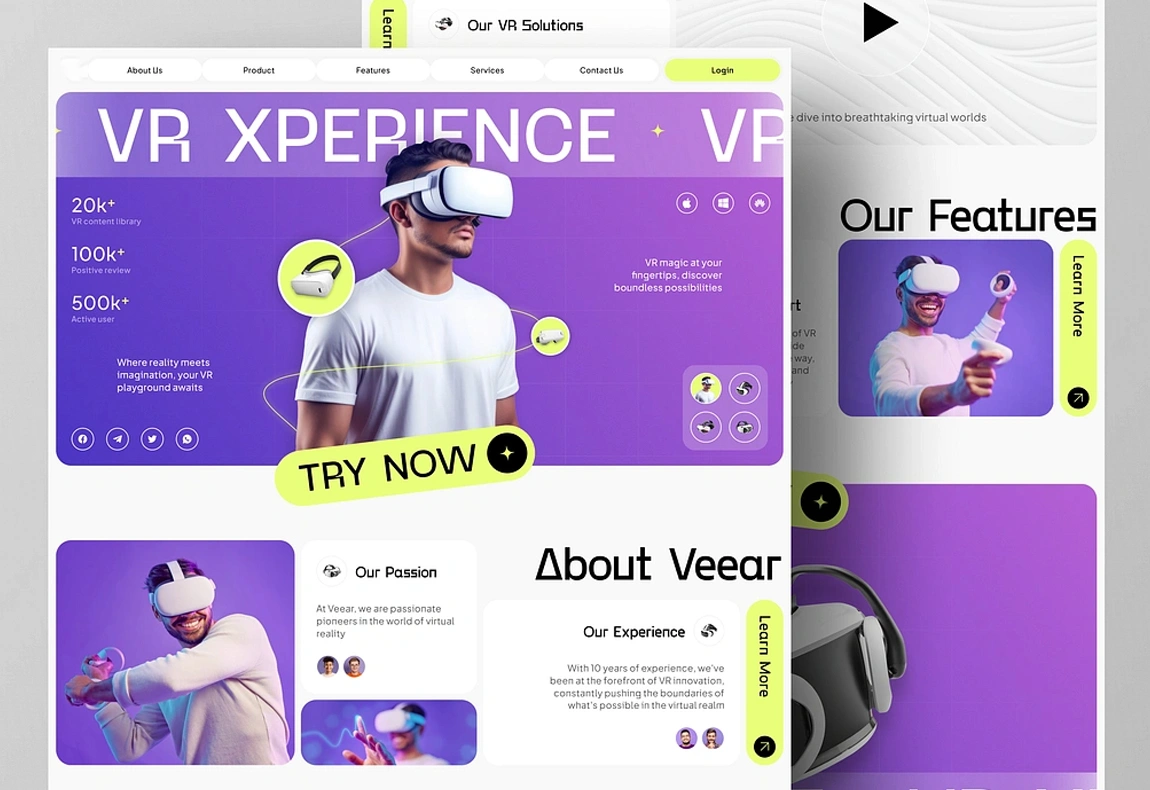 Learn
Our VR Solutions
About Us
Product
Features
Services
Contact Us
Login
VR XPERIENCE
VR
20k+
VR content library
100k+
Positive review
500k+
Active user
Where reality meets
imagination, your VR
playground awaits
VR magic at your
fingertips, discover
boundless possibilities
TRY NOW
Our Passion
At Veear, we are passionate
pioneers in the world of virtual
reality
About Veear
Our Experience
With 10 years of experience, we've
been at the forefront of VR innovation,
constantly pushing the boundaries of
what's possible in the virtual realm
Learn More
dive into breathtaking virtual worlds
Our Features
of VR
way,
and
Learn More